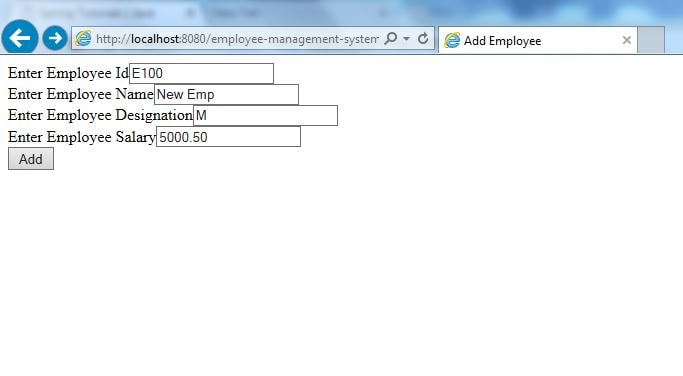 http://localhost:8080/employee-management-system
Add Employee
Enter Employee Id E100
Enter Employee Name New Emp
Enter Employee Designation M
Enter Employee Salary 5000.50
Add